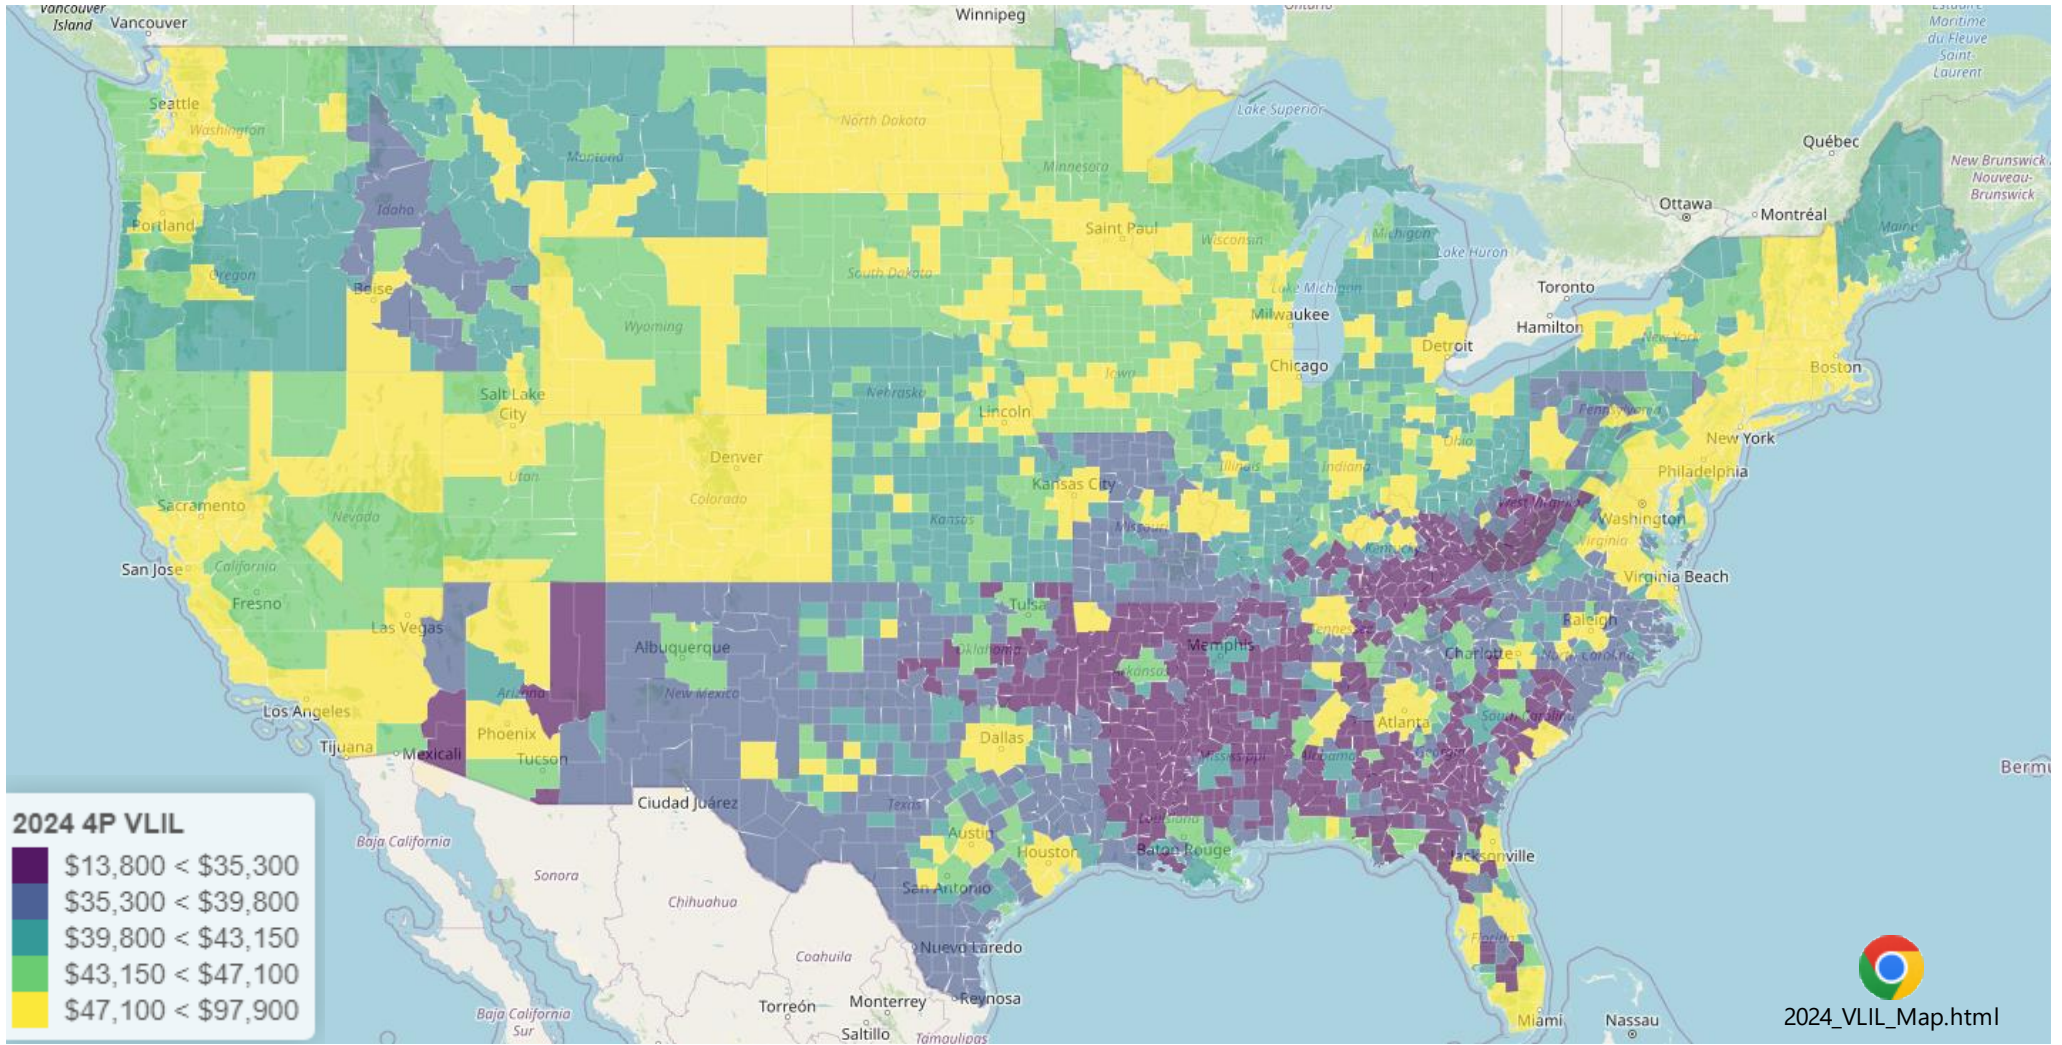 Vancouver
Island
Vancouver
Winnipeg
Ontario
Estuaire
Maritime
du Fleuve
Saint-
Laurent
Seattle
Washington
North Dakota
Lake Superior
Québec
Montana
Minnesota
New Brunswick
Nouveau-
Brunswick
Idaho
Ottawa
Montréal
Portland
Saint Paul
Wisconsin
Michigan
Maine
Lake Huron
Oregon
South Dakota
Boise
Lake Michigan
Toronto
Wyoming
Milwaukee
Hamilton
New York
Detroit
Chicago
Iowa
Boston
Salt Lake
City
Nebraska
Lincoln
Pennsylvania
New York
Ohio
Denver
Utah
Illinois
Indiana
Philadelphia
Kansas City
Colorado
Sacramento
Nevada
Kansas
Missouri
West Virginia
Washington
Virginia
Kentucky
San Jose
California
Virginia Beach
Fresno
Tulsa
Las Vegas
Raleigh
Tennessee
Albuquerque
Oklahoma
Memphis
Charlotte
North Carolina
Arkansas
Arizona
New Mexico
Los Angeles
South Carolina
Phoenix
Dallas
Atlanta
Tijuana
Mexicali
Tucson
Mississippi
Alabama
Georgia
Bermu
Ciudad Juárez
Texas
Louisiana
Austin
Baja California
Houston
Baton Rouge
Jacksonville
Sonora
San Antonio
Chihuahua
Florida
Nuevo Laredo
Coahuila
Reynosa
Torreón
Monterrey
Baja California
Sur
Saltillo
Tamaulipas
Miami
Nassau
2024 4P VLIL
$13,800 < $35,300
$35,300 < $39,800
$39,800 < $43,150
$43,150 < $47,100
$47,100 < $97,900
2024_VLIL_Map.html